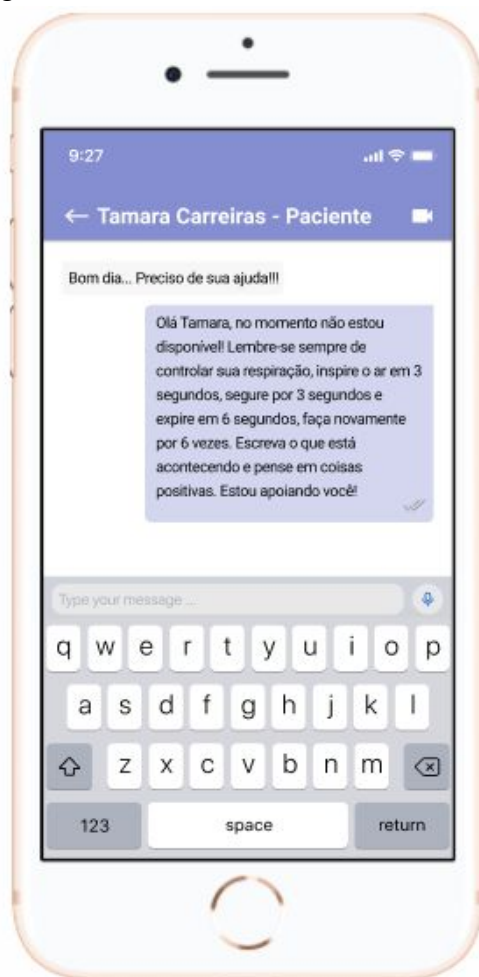 9:27
← Tamara Carreiras - Paciente
Bom dia... Preciso de sua ajuda!!!
Olá Tamara, no momento não estou
disponível! Lembre-se sempre de
controlar sua respiração, inspire o ar em 3
segundos, segure por 3 segundos e
expire em 6 segundos, faça novamente
por 6 vezes. Escreva o que está
acontecendo e pense em coisas
positivas. Estou apoiando você!
Type your message ...
q w e r t y u i o p
a s d f g h j k l
z x c v b n m
123 space return